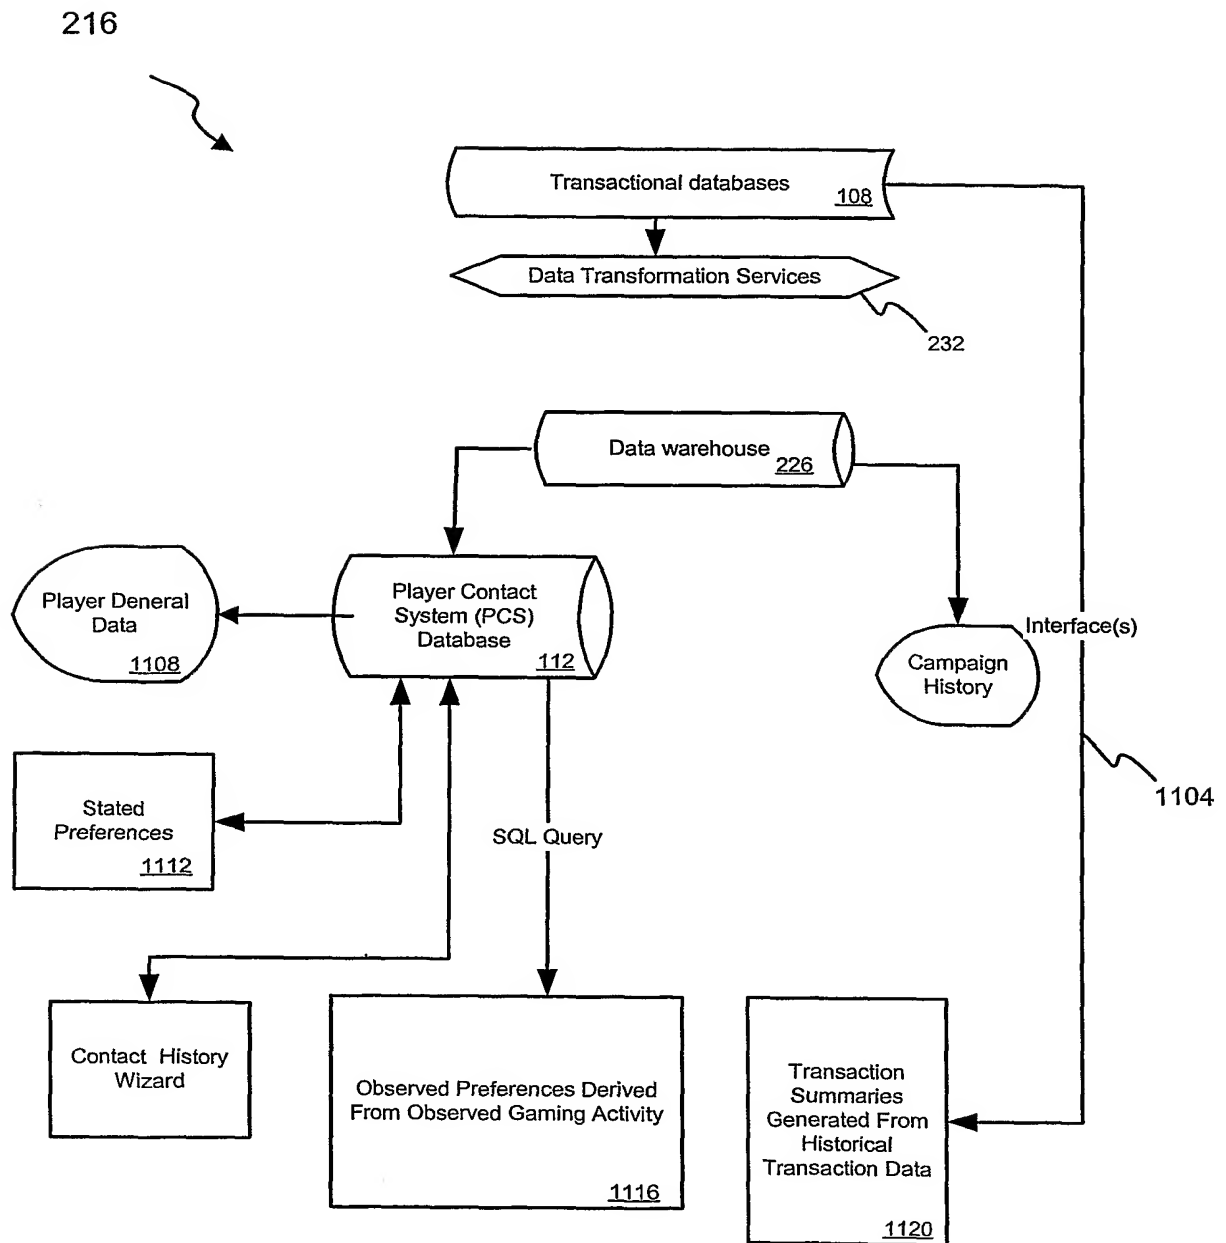 216
Transactional databases
108
Data Transformation Services
232
Data warehouse
226
Player Contact
System (PCS)
Database
112
Player Deneral
Data
1108
Interface(s)
Campaign
History
1104
Stated
Preferences
1112
SQL Query
Contact History
Wizard
Observed Preferences Derived
From Observed Gaming Activity
1116
Transaction
Summaries
Generated From
Historical
Transaction Data
1120